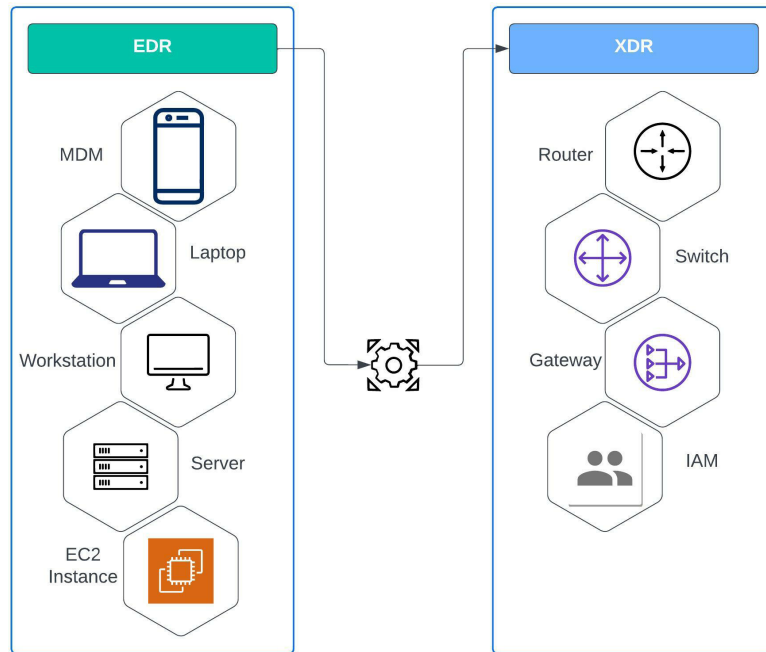 EDR
MDM
Laptop
Workstation
Server
EC2
Instance
XDR
Router
Switch
Gateway
IAM